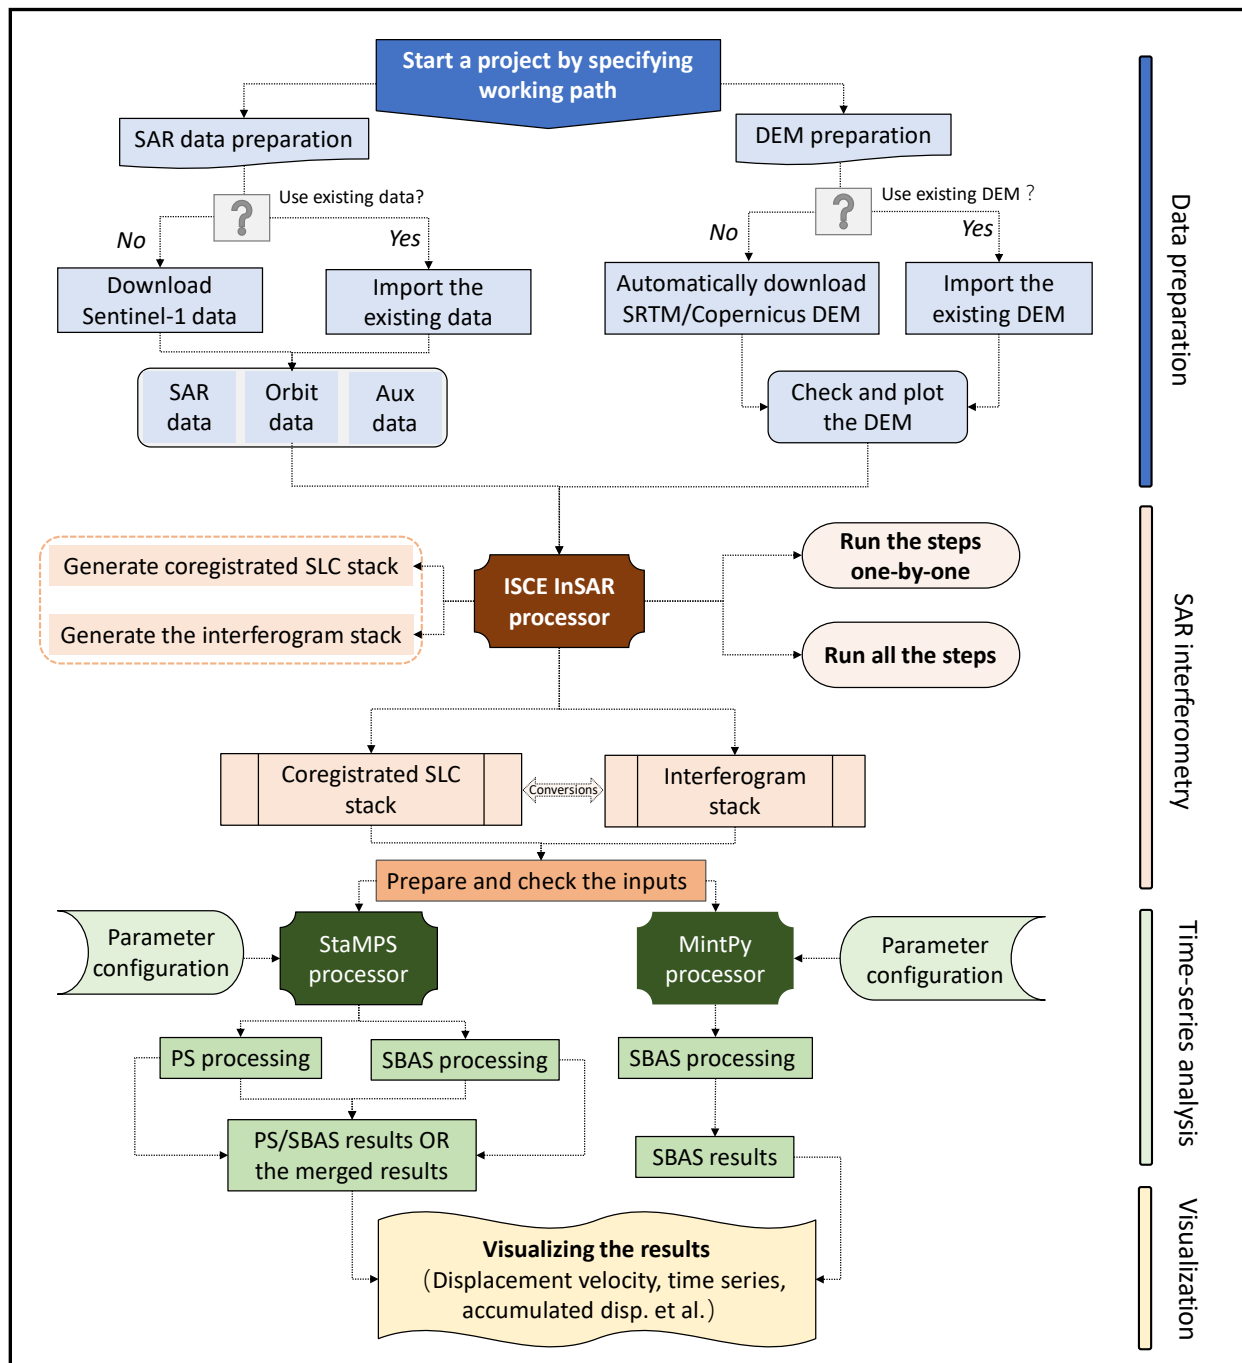 Start a project by specifying
working path
SAR data preparation
DEM preparation
Use existing data?
Use existing DEM？
No
Yes
No
Yes
Download
Sentinel-1 data
Import the
existing data
Automatically download
SRTM/Copernicus DEM
Import the
existing DEM
SAR
data
Orbit
data
Aux
data
Check and plot
the DEM
Data preparation
Generate coregistrated SLC stack
Generate the interferogram stack
ISCE InSAR
processor
Run the steps
one-by-one
Run all the steps
Coregistrated SLC
stack
Conversions
Interferogram
stack
Prepare and check the inputs
SAR interferometry
Parameter
configuration
StaMPS
processor
MintPy
processor
Parameter
configuration
PS processing
SBAS processing
SBAS processing
PS/SBAS results OR
the merged results
SBAS results
Time-series analysis
Visualizing the results
（Displacement velocity, time series,
accumulated disp. et al.）
Visualization